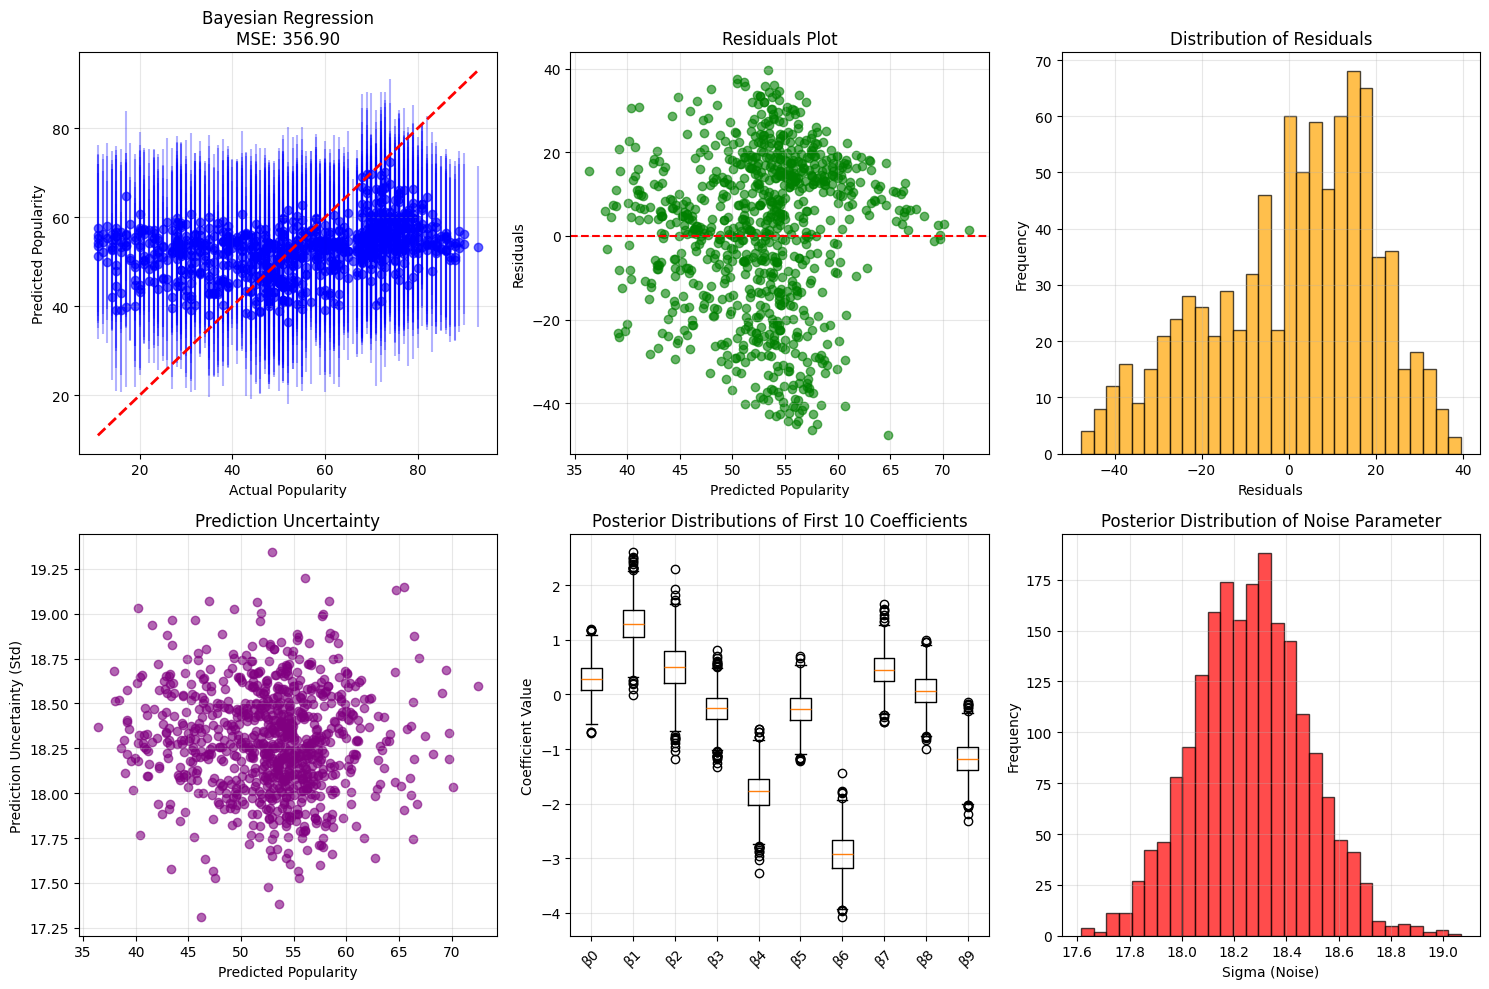 Bayesian Regression
MSE: 356.90
Predicted Popularity
80
60
40
20
20 40 60 80
Actual Popularity
Residuals Plot
Residuals
40
20
0
−20
−40
35 40 45 50 55 60 65 70
Predicted Popularity
Distribution of Residuals
Frequency
70
60
50
40
30
20
10
0
−40 −20 0 20 40
Residuals
Prediction Uncertainty
Prediction Uncertainty (Std)
19.25
19.00
18.75
18.50
18.25
18.00
17.75
17.50
17.25
35 40 45 50 55 60 65 70
Predicted Popularity
Posterior Distributions of First 10 Coefficients
Coefficient Value
2
1
0
−1
−2
−3
−4
β0 β1 β2 β3 β4 β5 β6 β7 β8 β9
Posterior Distribution of Noise Parameter
Frequency
175
150
125
100
75
50
25
0
17.6 17.8 18.0 18.2 18.4 18.6 18.8 19.0
Sigma (Noise)